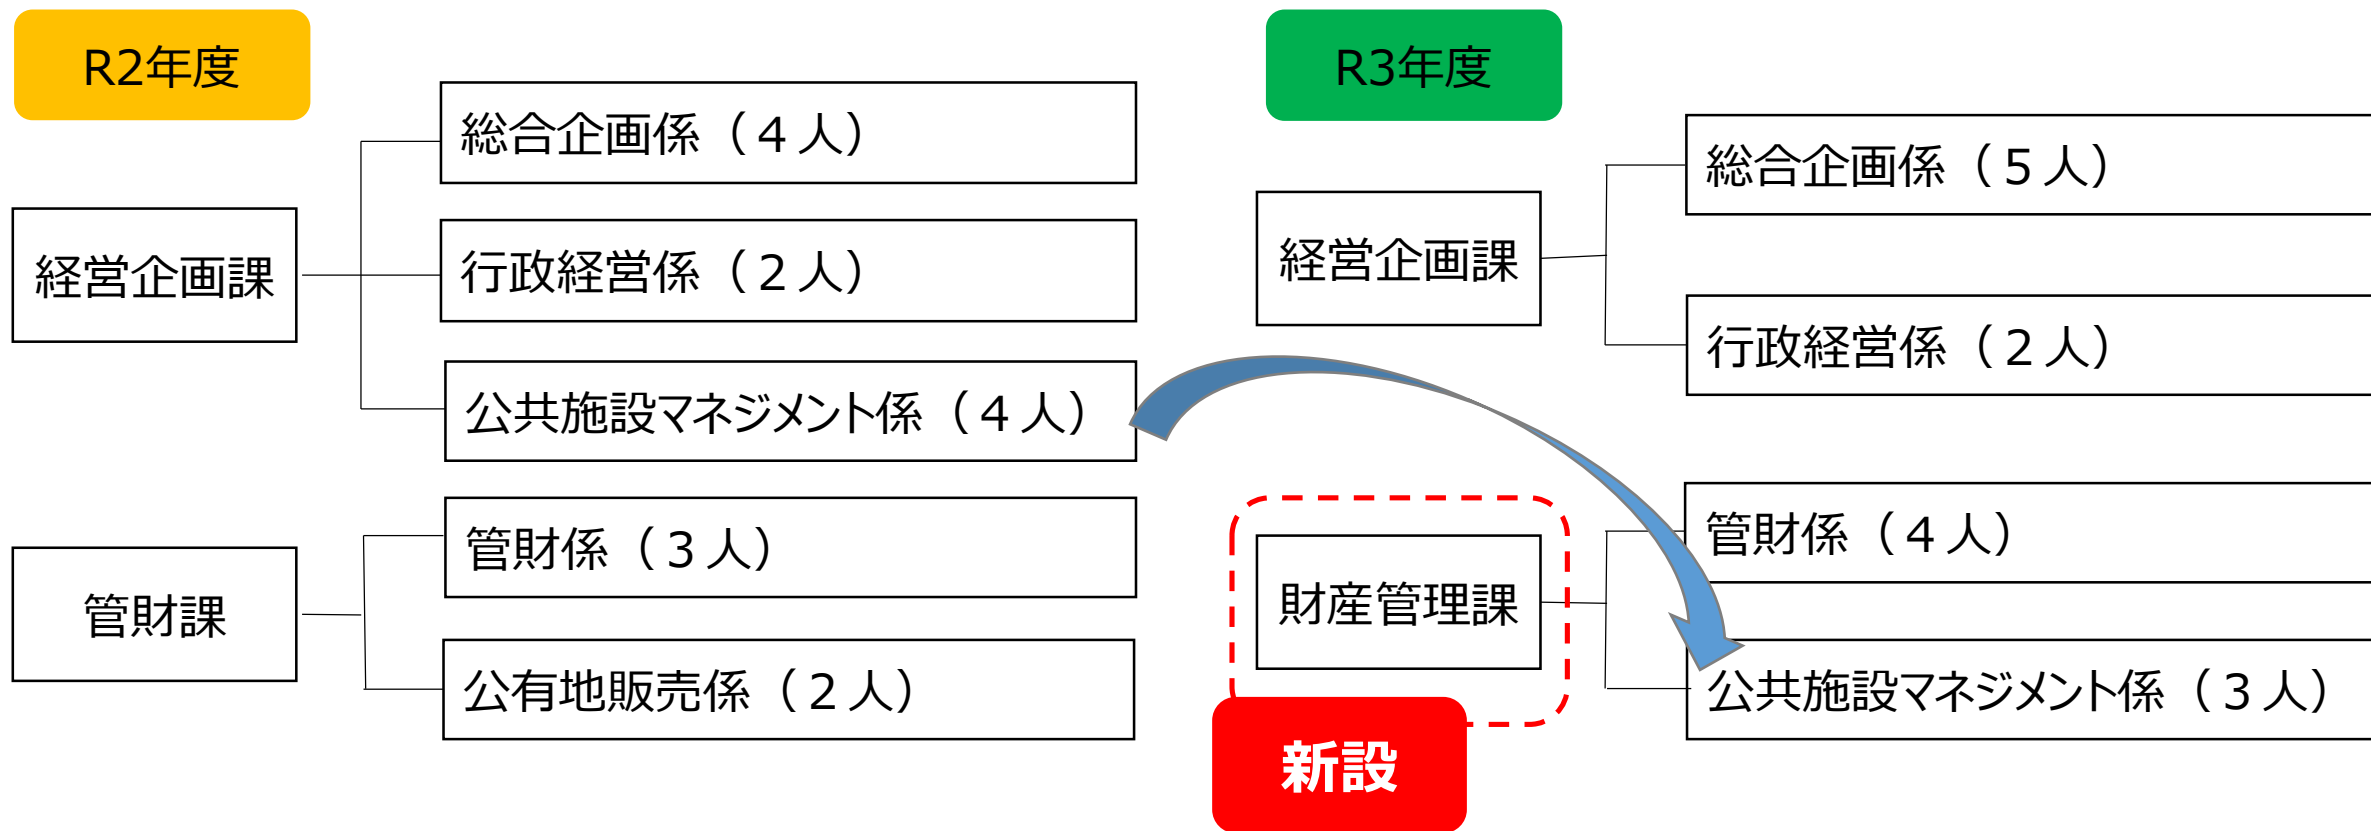 R2年度
総合企画係（４人）
経営企画課
行政経営係（２人）
公共施設マネジメント係（４人）
管財係（３人）
管財課
公有地販売係（２人）
R3年度
総合企画係（５人）
経営企画課
行政経営係（２人）
管財係（４人）
財産管理課
公共施設マネジメント係（３人）
新設